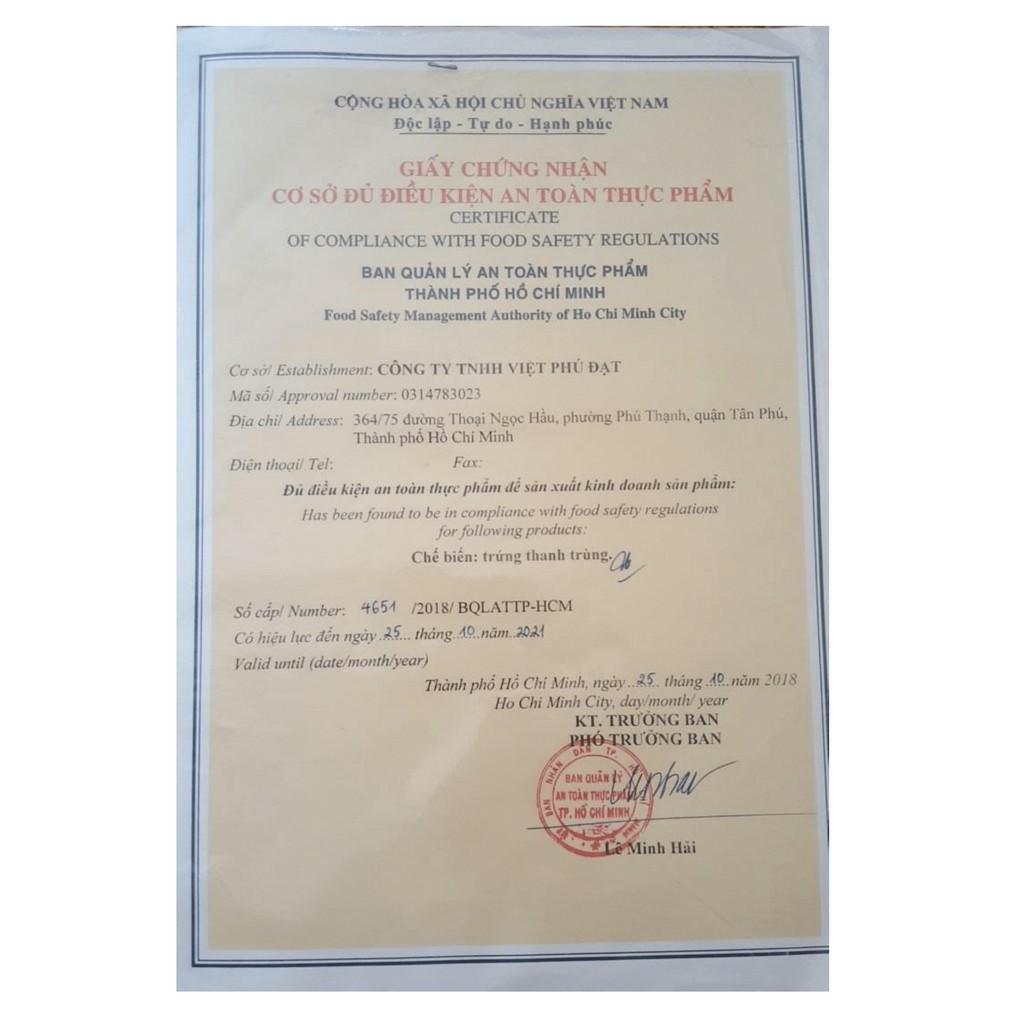 CỘNG HÒA XÃ HỘI CHỦ NGHĨA VIỆT NAM
Độc lập - Tự do - Hạnh phúc
GIẤY CHỨNG NHẬN
CƠ SỞ ĐỦ ĐIỀU KIỆN AN TOÀN THỰC PHẨM
CERTIFICATE
OF COMPLIANCE WITH FOOD SAFETY REGULATIONS
BAN QUẢN LÝ AN TOÀN THỰC PHẨM
THÀNH PHỐ HỒ CHÍ MINH
Food Safety Management Authority of Ho Chi Minh City
Cơ sở/ Establishment: CÔNG TY TNHH VIỆT PHÚ ĐẠT
Mã số/ Approval number: 0314783023
Địa chỉ/ Address: 364/75 đường Thoại Ngọc Hầu, phường Phú Thạnh, quận Tân Phú,
Thành phố Hồ Chí Minh
Điện thoại/ Tel: Fax:
Đủ điều kiện an toàn thực phẩm để sản xuất kinh doanh sản phẩm:
Has been found to be in compliance with food safety regulations
for following products:
Chế biến: trứng thanh trùng.
Số cấp/ Number: 4651 /2018/ BQLATTP-HCM
Có hiệu lực đến ngày 25 tháng 10 năm 2021
Valid until (date/month/year)
Thành phố Hồ Chí Minh, ngày 25 tháng 10 năm 2018
Ho Chi Minh City, day/month/ year
KT. TRƯỞNG BAN
PHÓ TRƯỞNG BAN
BAN QUẢN LÝ
AN TOÀN THỰC PHẨM
TP. HỒ CHÍ MINH
Lê Minh Hải